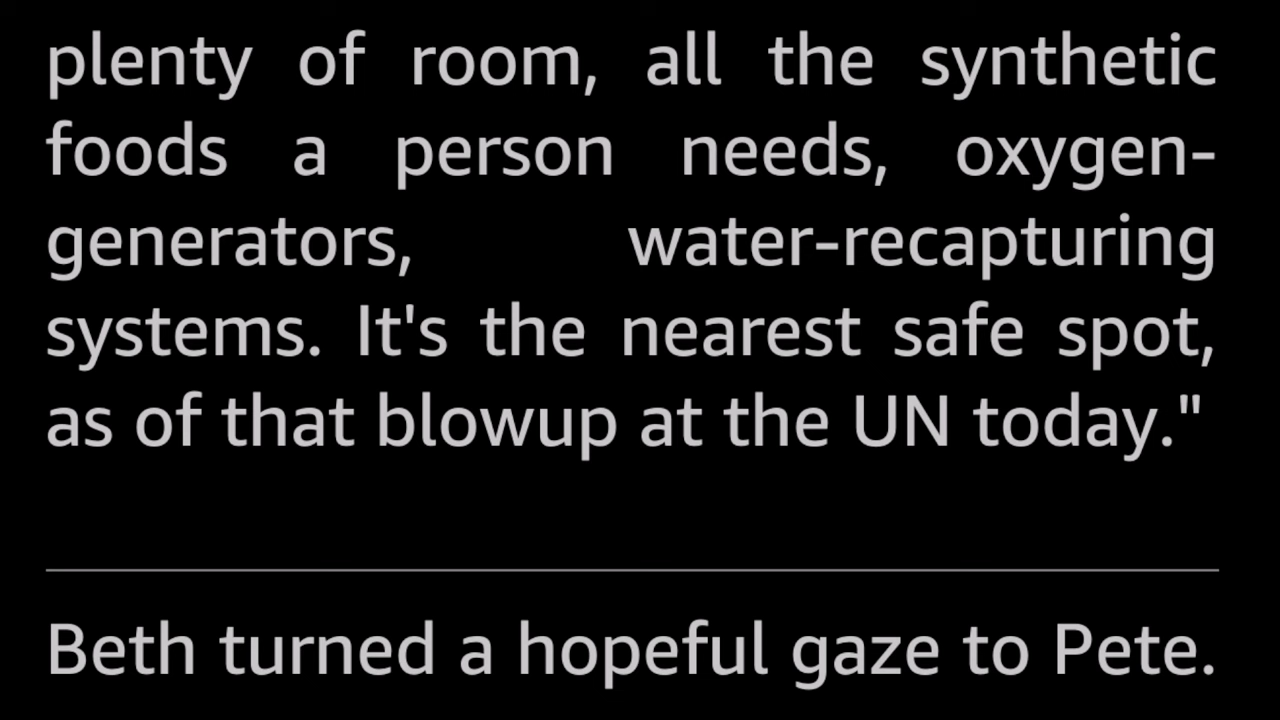 plenty of room, all the synthetic
foods a person needs, oxygen-
generators, water-recapturing
systems. It's the nearest safe spot,
as of that blowup at the UN today."
Beth turned a hopeful gaze to Pete.